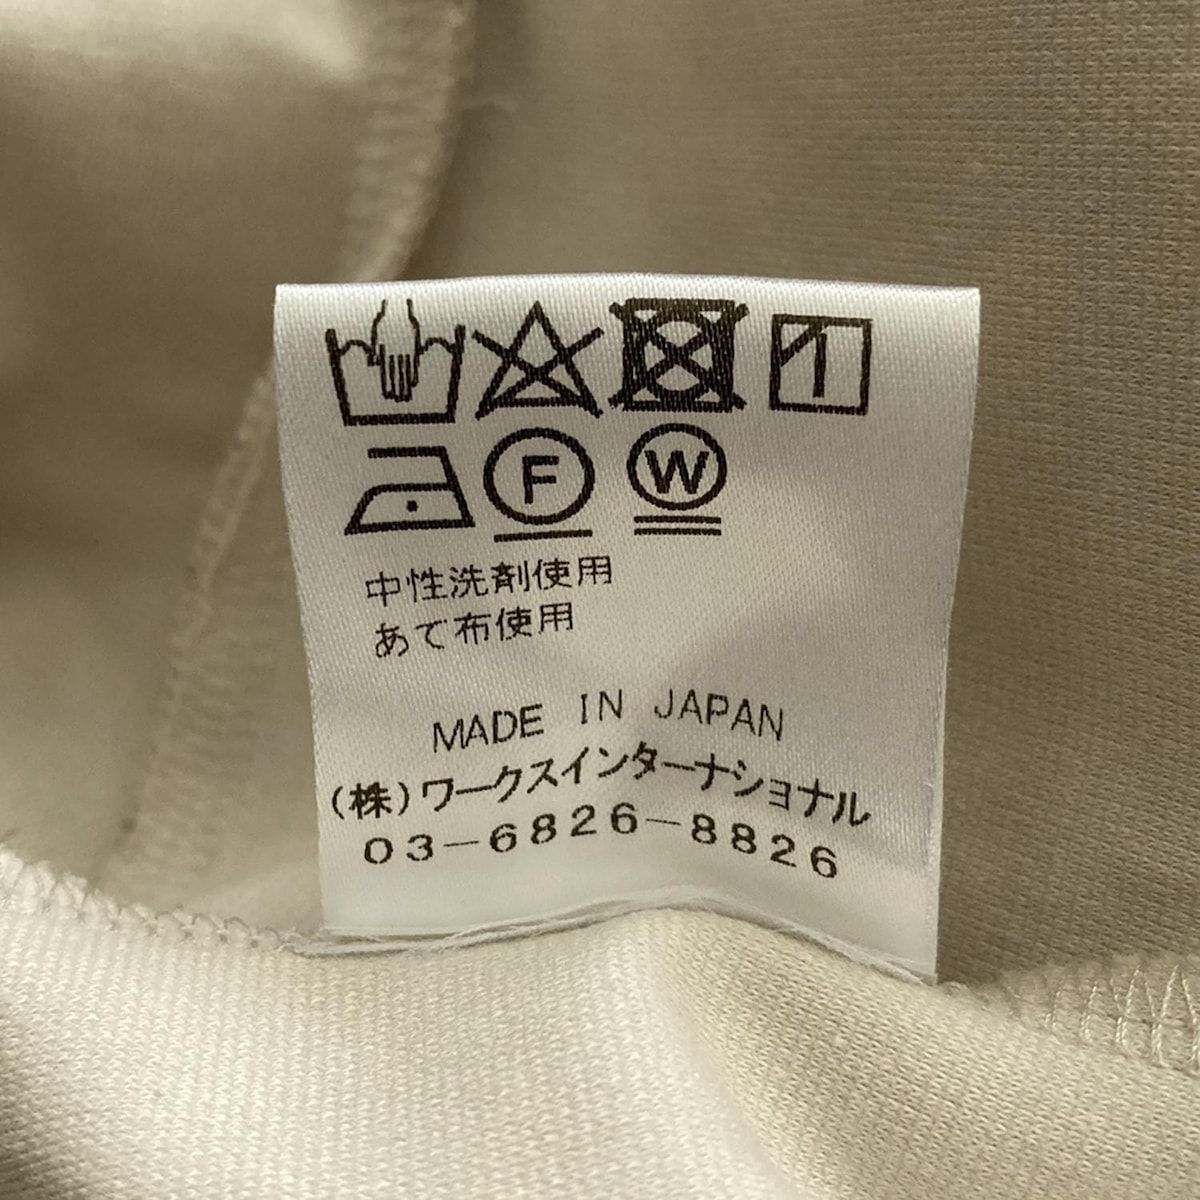 F W
中性洗剤使用
あて布使用
MADE IN JAPAN
(株)ワークスインターナショナル
03-6826-8826